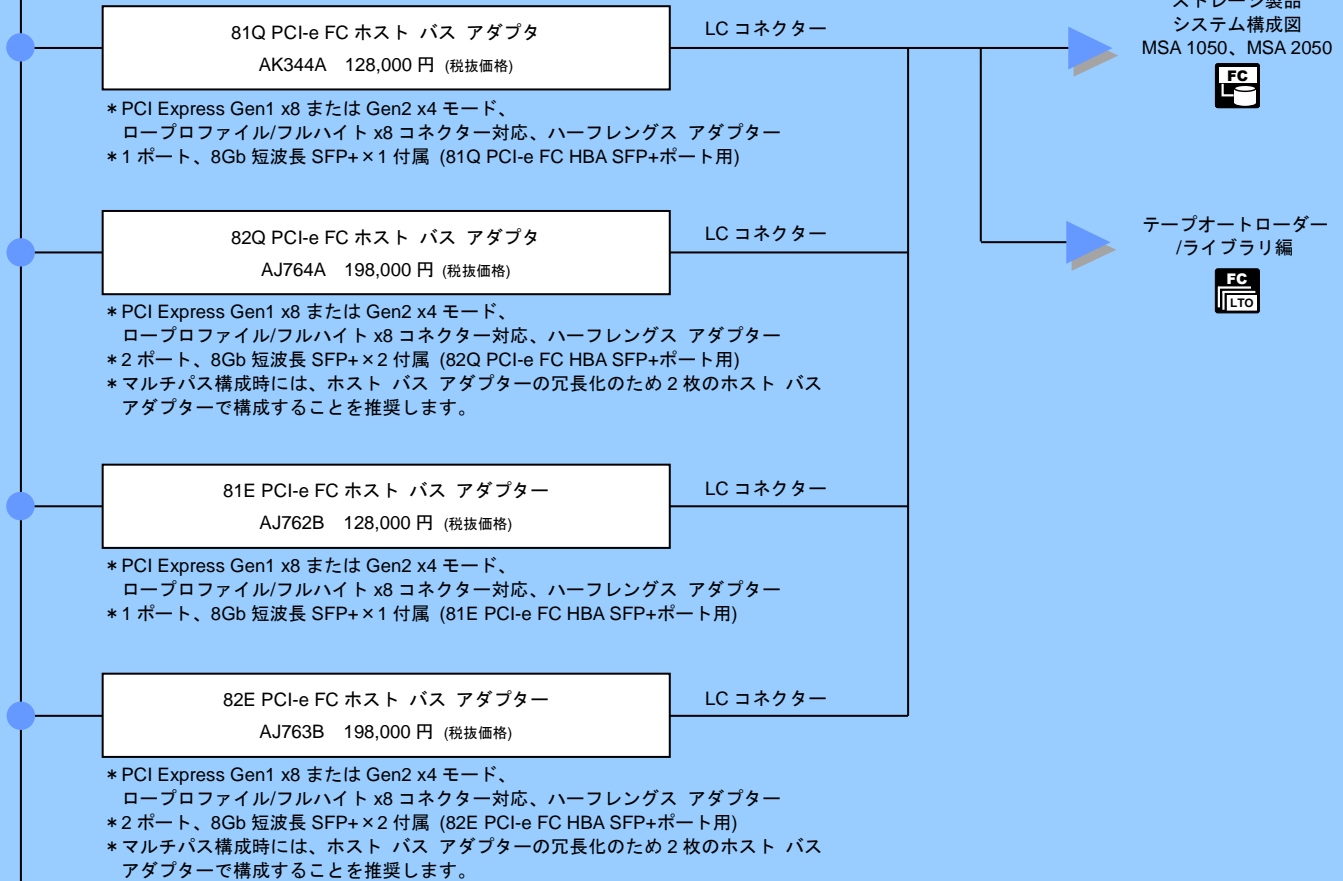 81Q PCI-e FC ホスト バス アダプタ
AK344A 128,000 円 (税抜価格)
LC コネクター
ストレージ製品
システム構成図
MSA 1050、MSA 2050
FC
＊PCI Express Gen1 x8 または Gen2 x4 モード、
ロープロファイル/フルハイト x8 コネクター対応、ハーフレングス アダプター
＊1 ポート、8Gb 短波長 SFP+×1 付属 (81Q PCI-e FC HBA SFP+ポート用)
82Q PCI-e FC ホスト バス アダプタ
AJ764A 198,000 円 (税抜価格)
LC コネクター
テープオートローダー
/ライブラリ編
FC
LTO
＊PCI Express Gen1 x8 または Gen2 x4 モード、
ロープロファイル/フルハイト x8 コネクター対応、ハーフレングス アダプター
＊2 ポート、8Gb 短波長 SFP+×2 付属 (82Q PCI-e FC HBA SFP+ポート用)
＊マルチパス構成時には、ホスト バス アダプターの冗長化のため 2 枚のホスト バス
アダプターで構成することを推奨します。
81E PCI-e FC ホスト バス アダプター
AJ762B 128,000 円 (税抜価格)
LC コネクター
＊PCI Express Gen1 x8 または Gen2 x4 モード、
ロープロファイル/フルハイト x8 コネクター対応、ハーフレングス アダプター
＊1 ポート、8Gb 短波長 SFP+×1 付属 (81E PCI-e FC HBA SFP+ポート用)
82E PCI-e FC ホスト バス アダプター
AJ763B 198,000 円 (税抜価格)
LC コネクター
＊PCI Express Gen1 x8 または Gen2 x4 モード、
ロープロファイル/フルハイト x8 コネクター対応、ハーフレングス アダプター
＊2 ポート、8Gb 短波長 SFP+×2 付属 (82E PCI-e FC HBA SFP+ポート用)
＊マルチパス構成時には、ホスト バス アダプターの冗長化のため 2 枚のホスト バス
アダプターで構成することを推奨します。